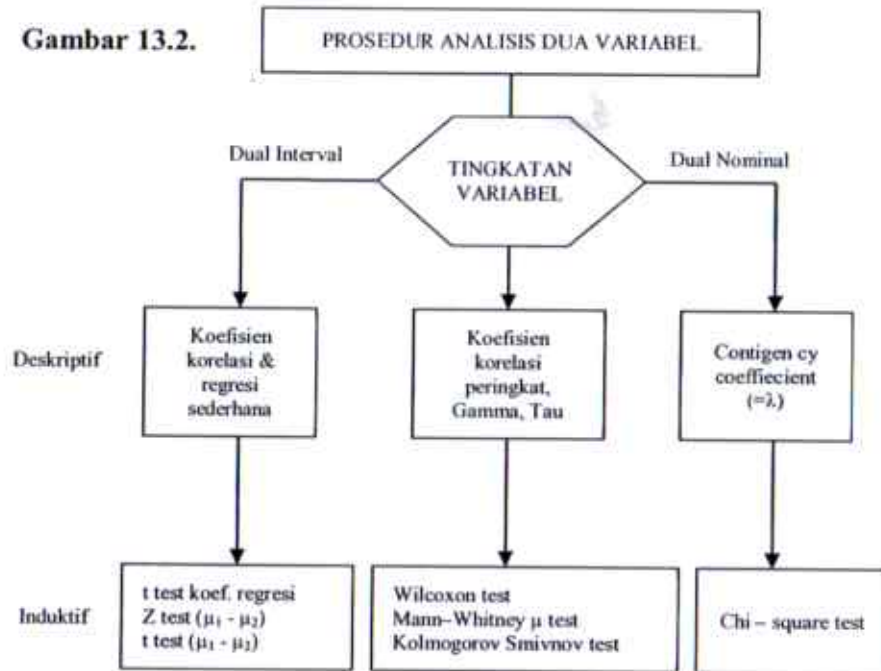 Gambar 13.2.
PROSEDUR ANALISIS DUA VARIABEL
Dual Interval
TINGKATAN
VARIABEL
Dual Nominal
Deskriptif
Koefisien
korelasi &
regresi
sederhana
Koefisien
korelasi
peringkat,
Gamma, Tau
Contigen cy
coeffiecient
(=λ)
Induktif
t test koef. regresi
Z test (μ₁ - μ₂)
t test (μ₁ - μ₂)
Wilcoxon test
Mann–Whitney μ test
Kolmogorov Smivnov test
Chi – square test